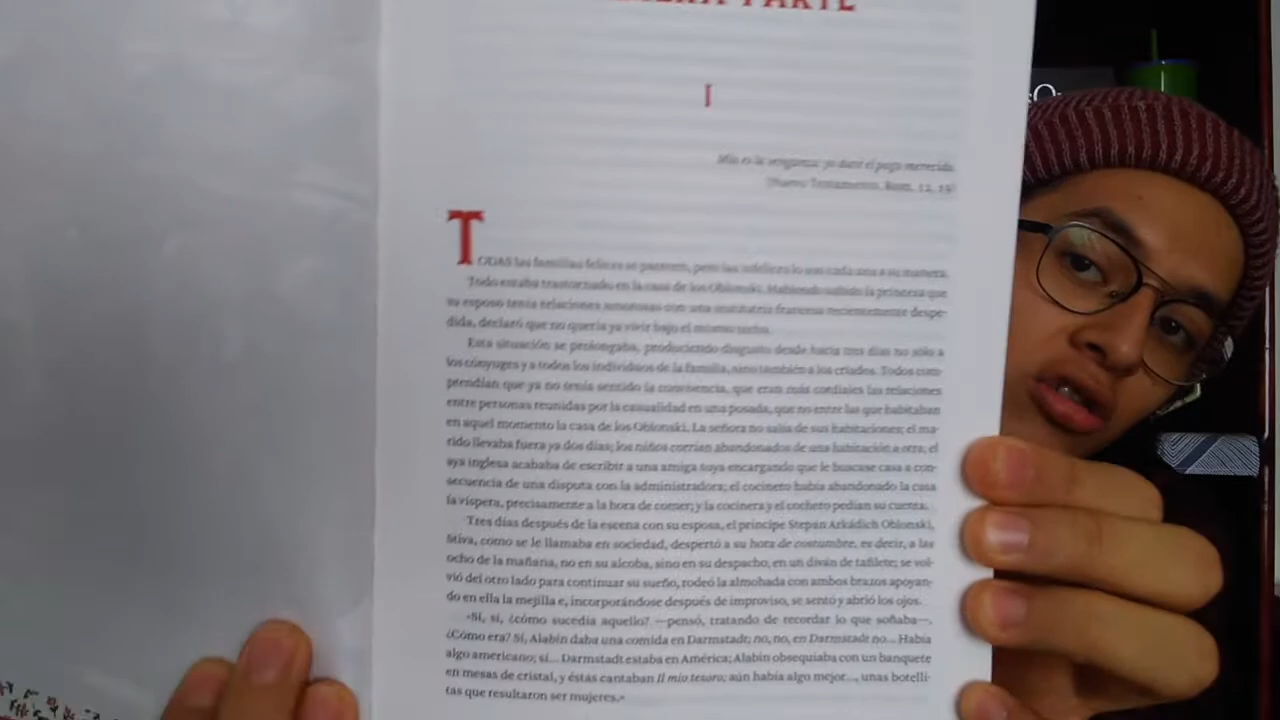 PRIMERA PARTE
I
Mía es la venganza: yo daré el pago merecido.
(Nuevo Testamento, Rom. 12, 19)
TODAS las familias felices se parecen, pero las infelices lo son cada una a su manera.
Todo estaba trastornado en la casa de los Oblonski. Habiendo sabido la princesa que
su esposo tenía relaciones amorosas con una institutriz francesa recientemente despe-
dida, declaró que no quería ya vivir bajo el mismo techo.
Esta situación se prolongaba, produciendo disgusto desde hacía tres días no sólo a
los cónyuges y a todos los individuos de la familia, sino también a los criados. Todos com-
prendían que ya no tenía sentido la convivencia, que eran más cordiales las relaciones
entre personas reunidas por la casualidad en una posada, que no entre las que habitaban
en aquel momento la casa de los Oblonski. La señora no salía de sus habitaciones; el ma-
rido llevaba fuera ya dos días; los niños corrían abandonados de una habitación a otra; el
aya inglesa acababa de escribir a una amiga suya encargando que le buscase casa a con-
secuencia de una disputa con la administradora; el cocinero había abandonado la casa
la víspera, precisamente a la hora de comer; y la cocinera y el cochero pedían su cuenta.
Tres días después de la escena con su esposa, el príncipe Stepán Arkádich Oblonski,
Stiva, como se le llamaba en sociedad, despertó a su hora de costumbre, es decir, a las
ocho de la mañana, no en su alcoba, sino en su despacho, en un diván de tafilete; se vol-
vió del otro lado para continuar su sueño, rodeó la almohada con ambos brazos apoyan-
do en ella la mejilla e, incorporándose después de improviso, se sentó y abrió los ojos.
«Sí, sí, ¿cómo sucedía aquello? —pensó, tratando de recordar lo que soñaba—.
¿Cómo era? Sí, Alabin daba una comida en Darmstadt; no, no, en Darmstadt no... Había
algo americano; sí... Darmstadt estaba en América; Alabin obsequiaba con un banquete
en mesas de cristal, y éstas cantaban Il mio tesoro; aún había algo mejor..., unas botelli-
tas que resultaron ser mujeres.»